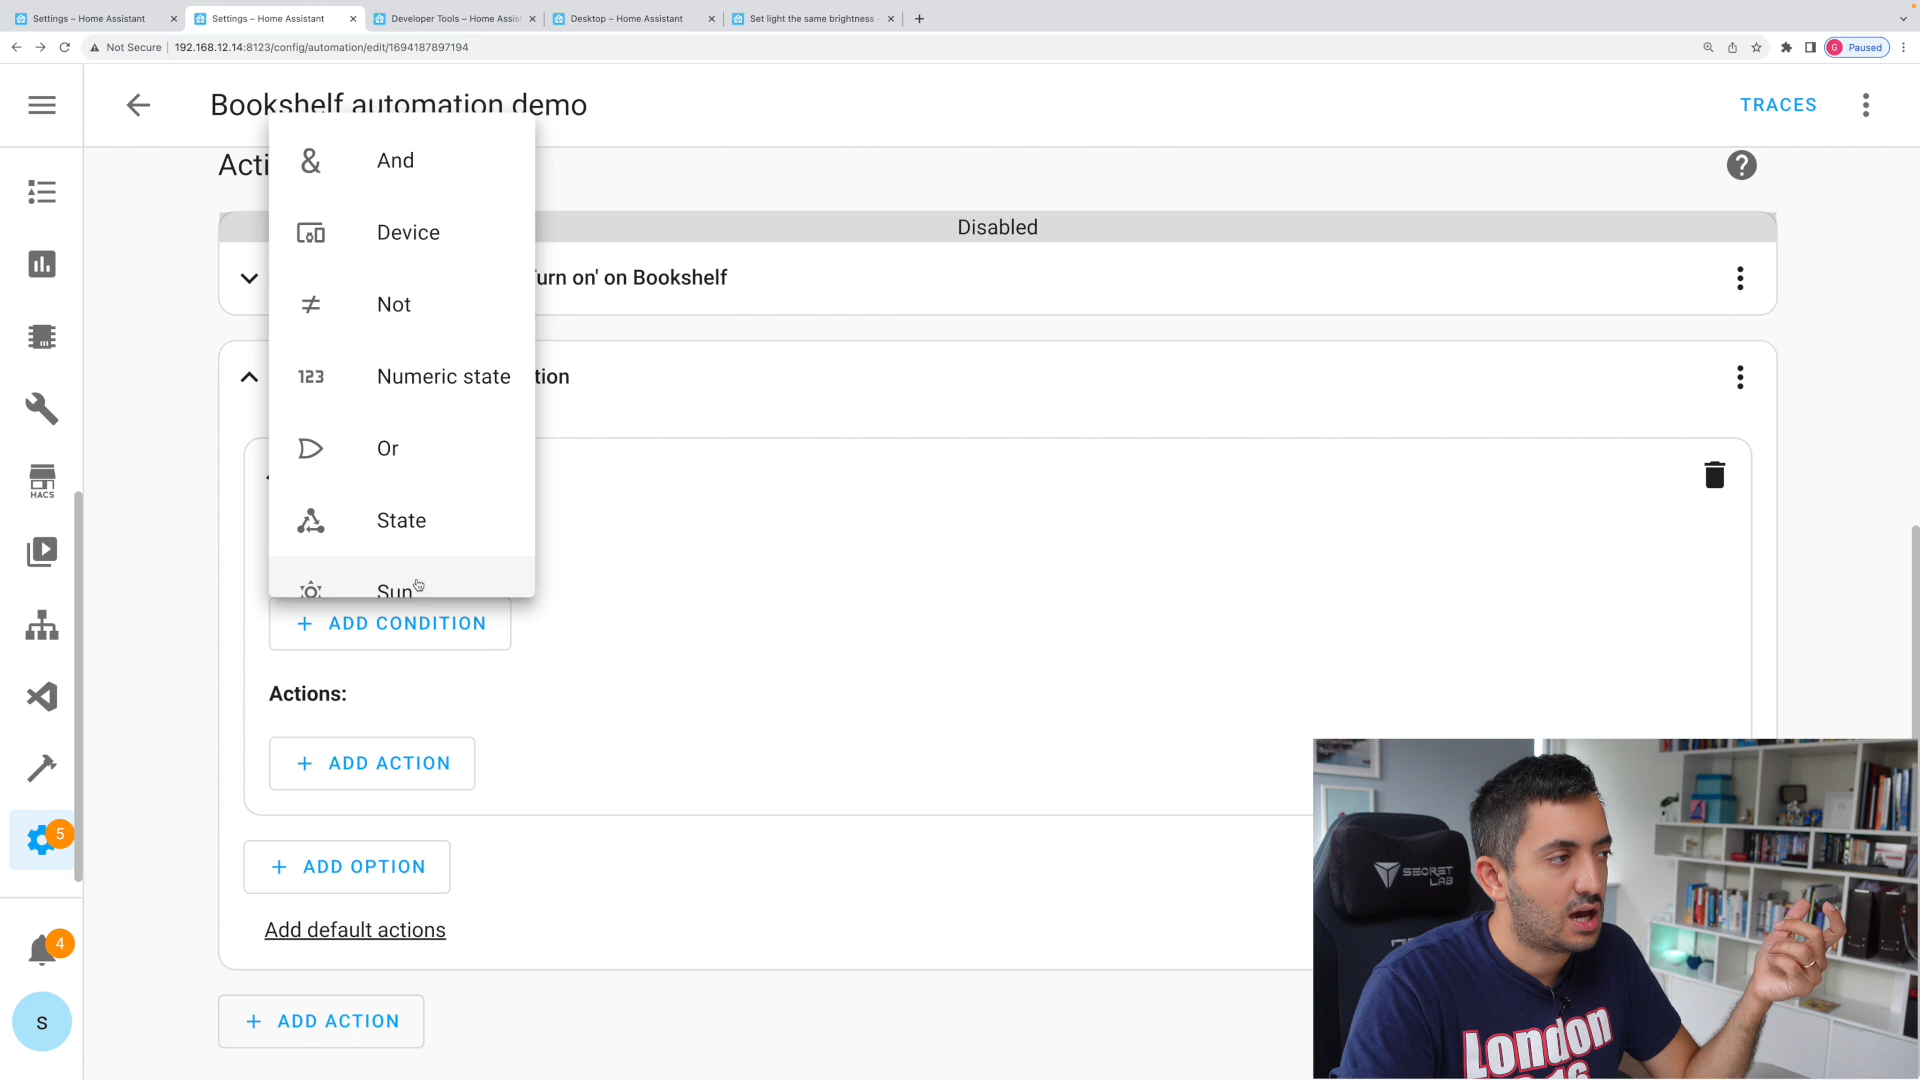 Settings – Home Assistant
Settings – Home Assistant
Developer Tools – Home Assis
Desktop – Home Assistant
Set light the same brightness
Not Secure
192.168.12.14:8123/config/automation/edit/1694187897194
G
Paused
Bookshelf automation demo
TRACES
Acti
And
Device
Not
Numeric state
Or
State
Sun
Disabled
urn on' on Bookshelf
tion
ADD CONDITION
Actions:
ADD ACTION
ADD OPTION
Add default actions
ADD ACTION
HACS
5
4
S
SECRET
LAB
London